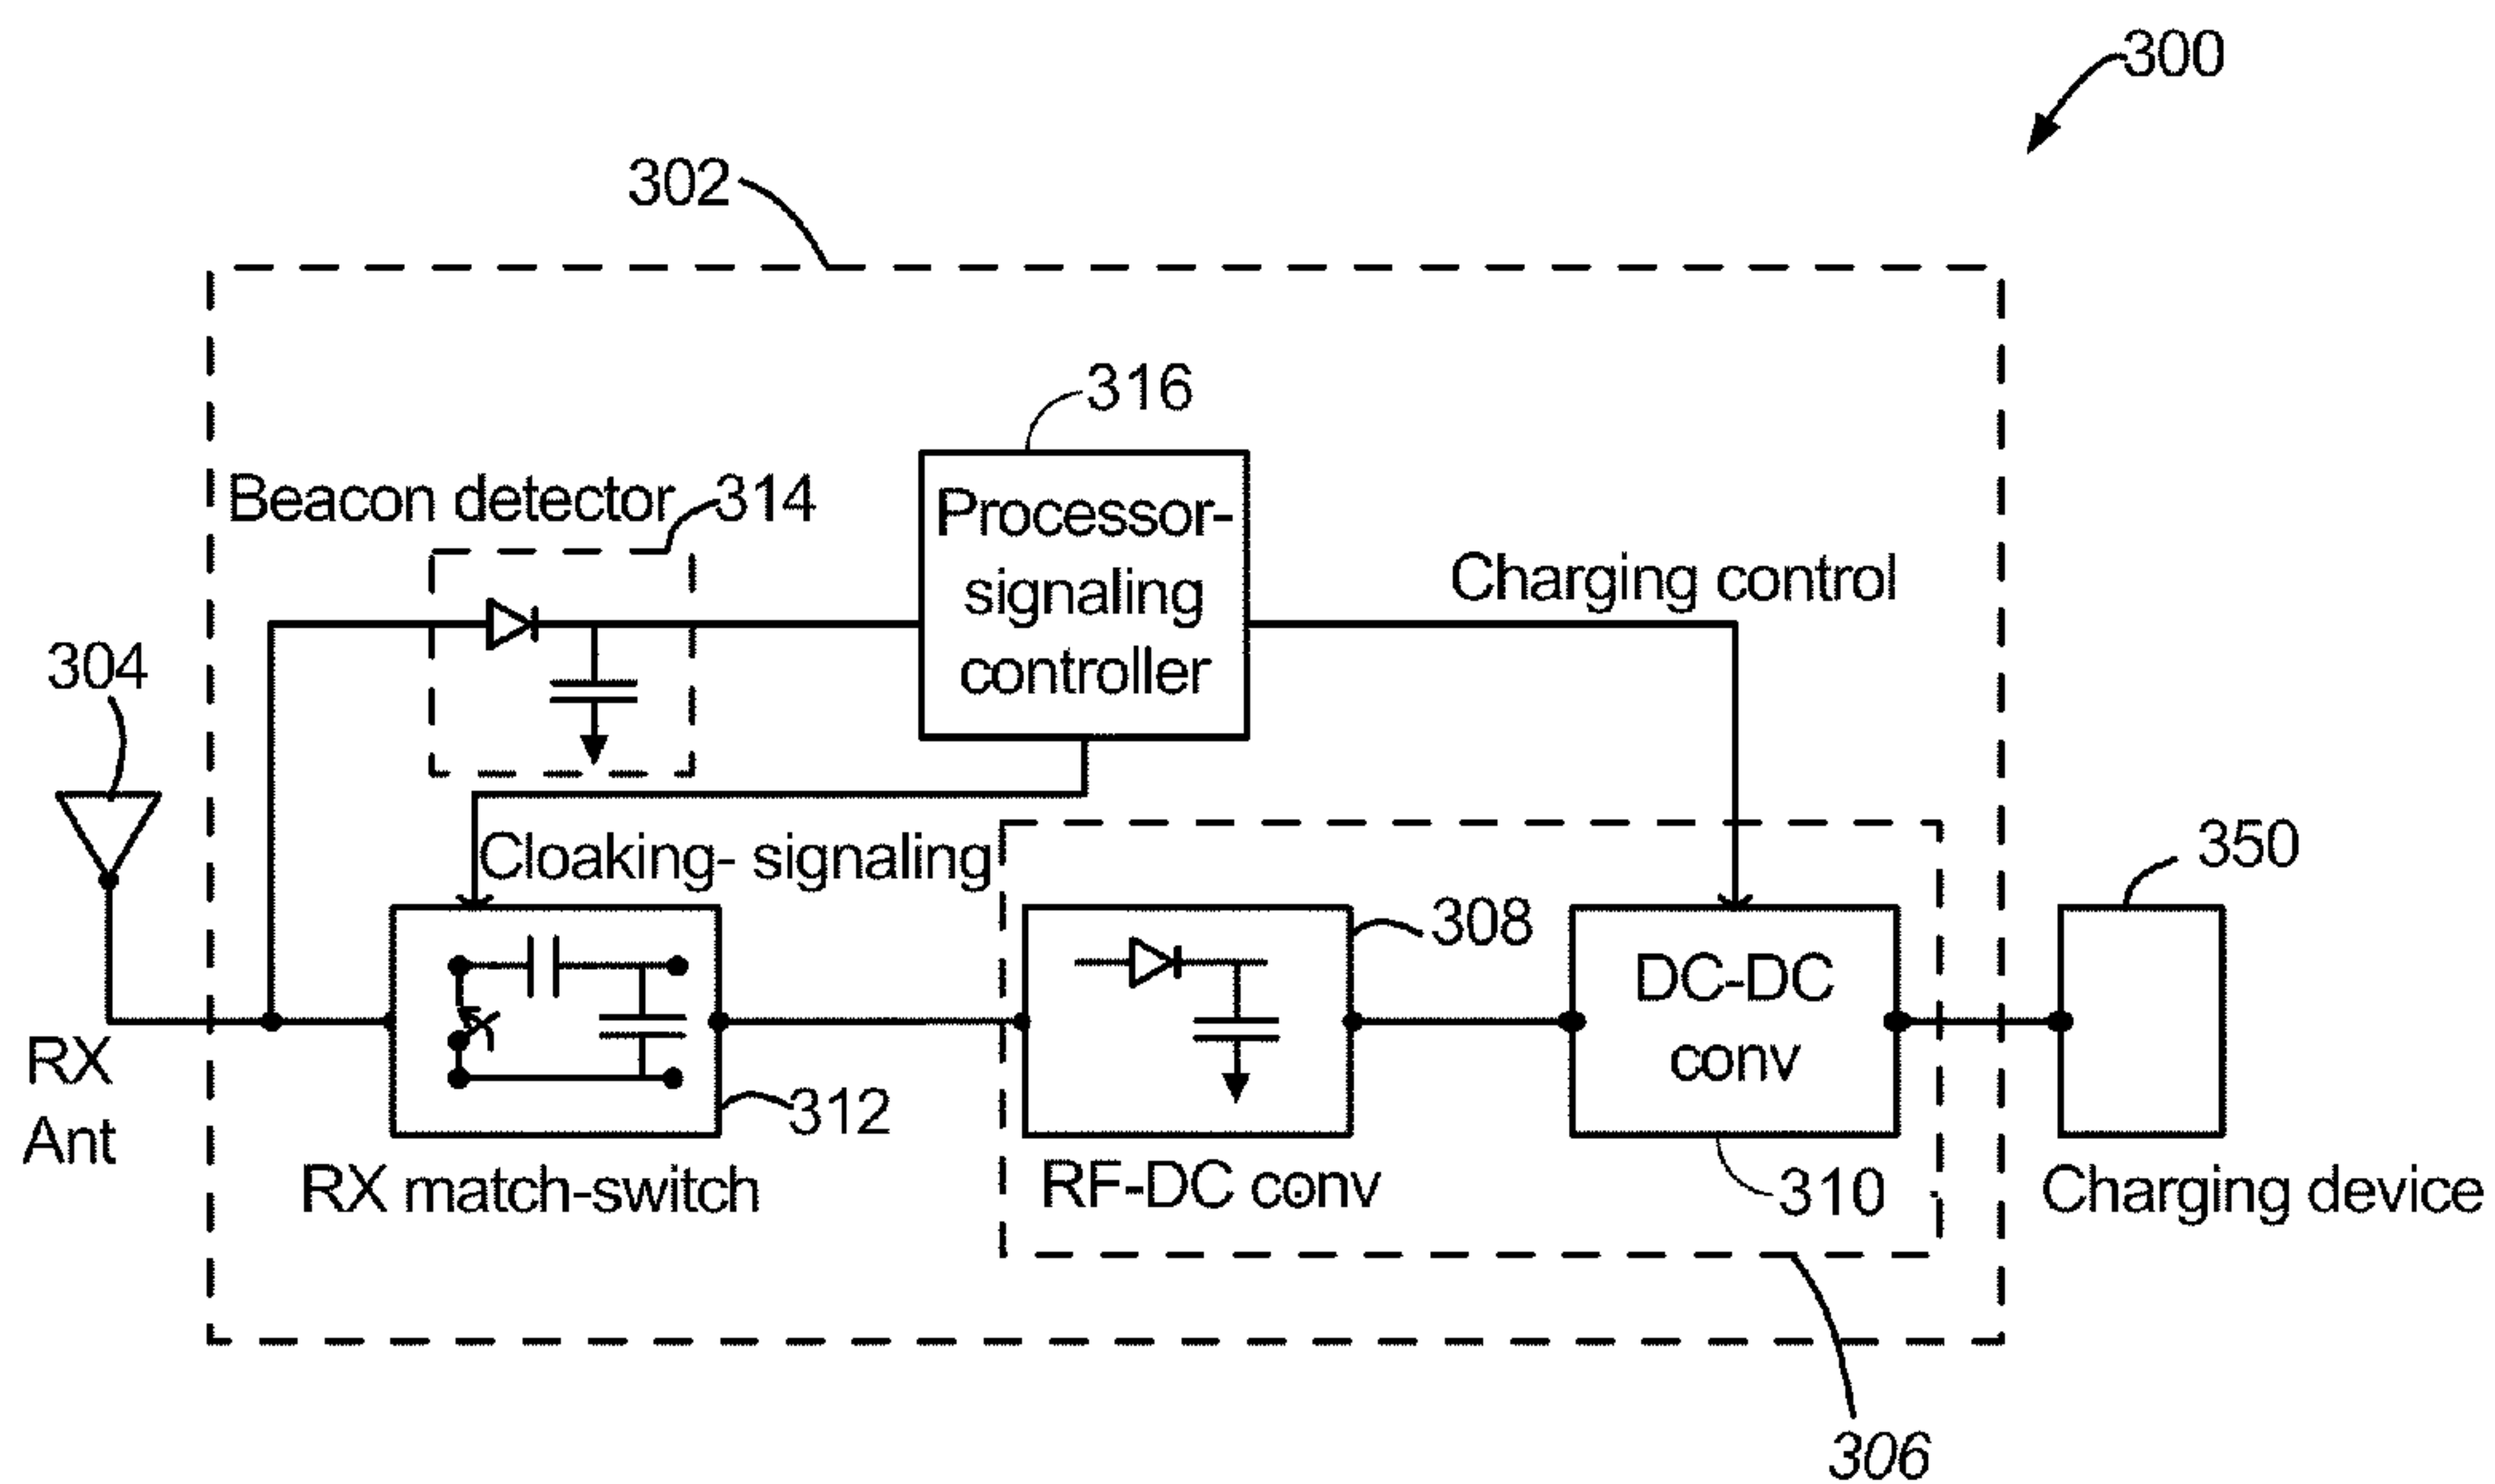 300
302
316
Beacon detector
314
Processor-
signaling
controller
Charging control
304
Cloaking- signaling
350
308
DC-DC
conv
RX
Ant
312
RX match-switch
RF-DC conv
310
Charging device
306